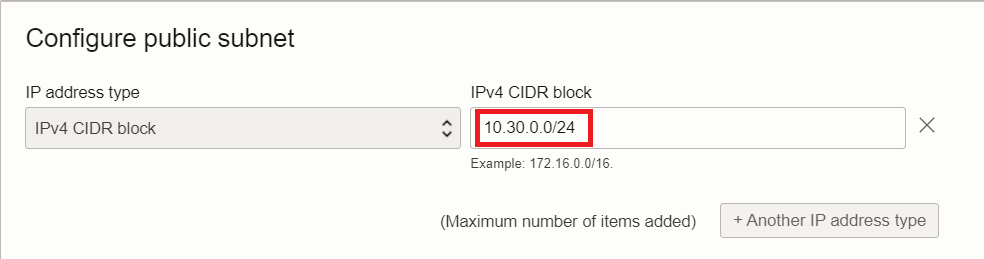 Configure public subnet
IP address type
IPv4 CIDR block
IPv4 CIDR block
10.30.0.0/24
Example: 172.16.0.0/16.
(Maximum number of items added)
+ Another IP address type